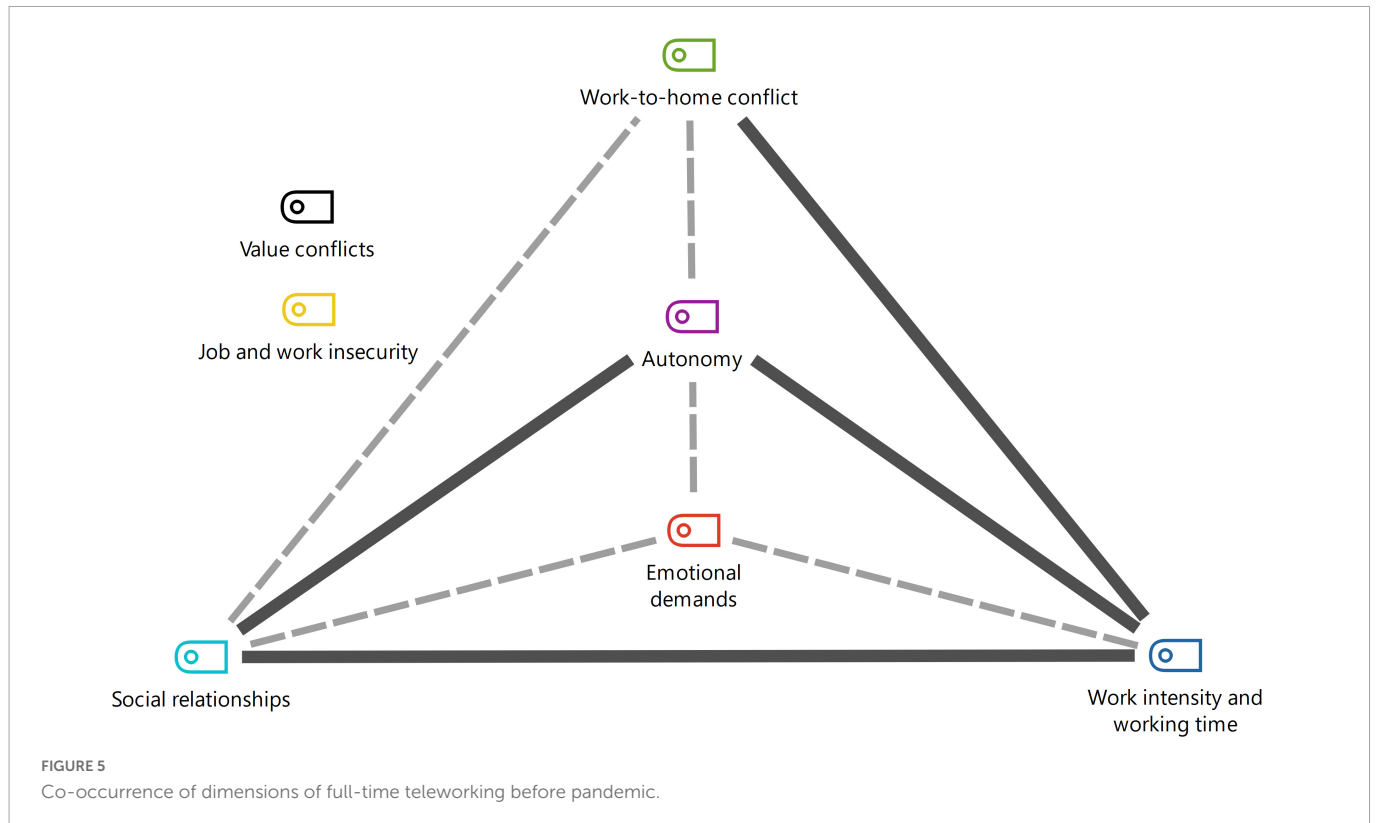 Work-to-home conflict
Value conflicts
Job and work insecurity
Autonomy
Emotional
demands
Social relationships
Work intensity and
working time
FIGURE 5
Co-occurrence of dimensions of full-time teleworking before pandemic.